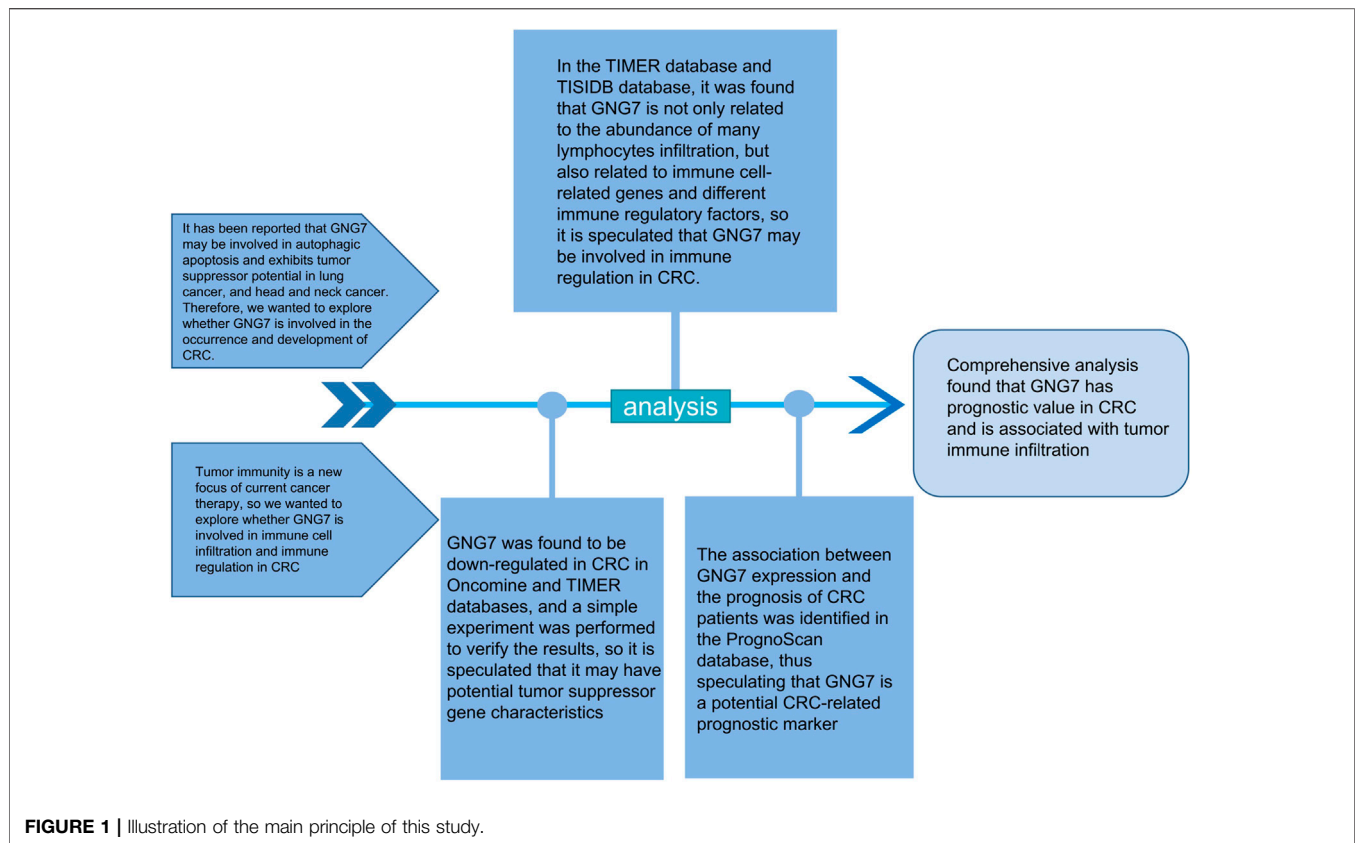 It has been reported that GNG7
may be involved in autophagic
apoptosis and exhibits tumor
suppressor potential in lung
cancer, and head and neck cancer.
Therefore, we wanted to explore
whether GNG7 is involved in the
occurrence and development of
CRC.
Tumor immunity is a new
focus of current cancer
therapy, so we wanted to
explore whether GNG7 is
involved in immune cell
infiltration and immune
regulation in CRC
In the TIMER database and
TISIDB database, it was found
that GNG7 is not only related
to the abundance of many
lymphocytes infiltration, but
also related to immune cell-
related genes and different
immune regulatory factors, so
it is speculated that GNG7 may
be involved in immune
regulation in CRC.
analysis
GNG7 was found to be
down-regulated in CRC in
Oncomine and TIMER
databases, and a simple
experiment was performed
to verify the results, so it is
speculated that it may have
potential tumor suppressor
gene characteristics
The association between
GNG7 expression and
the prognosis of CRC
patients was identified in
the PrognoScan
database, thus
speculating that GNG7 is
a potential CRC-related
prognostic marker
Comprehensive analysis
found that GNG7 has
prognostic value in CRC
and is associated with tumor
immune infiltration
FIGURE 1 | Illustration of the main principle of this study.